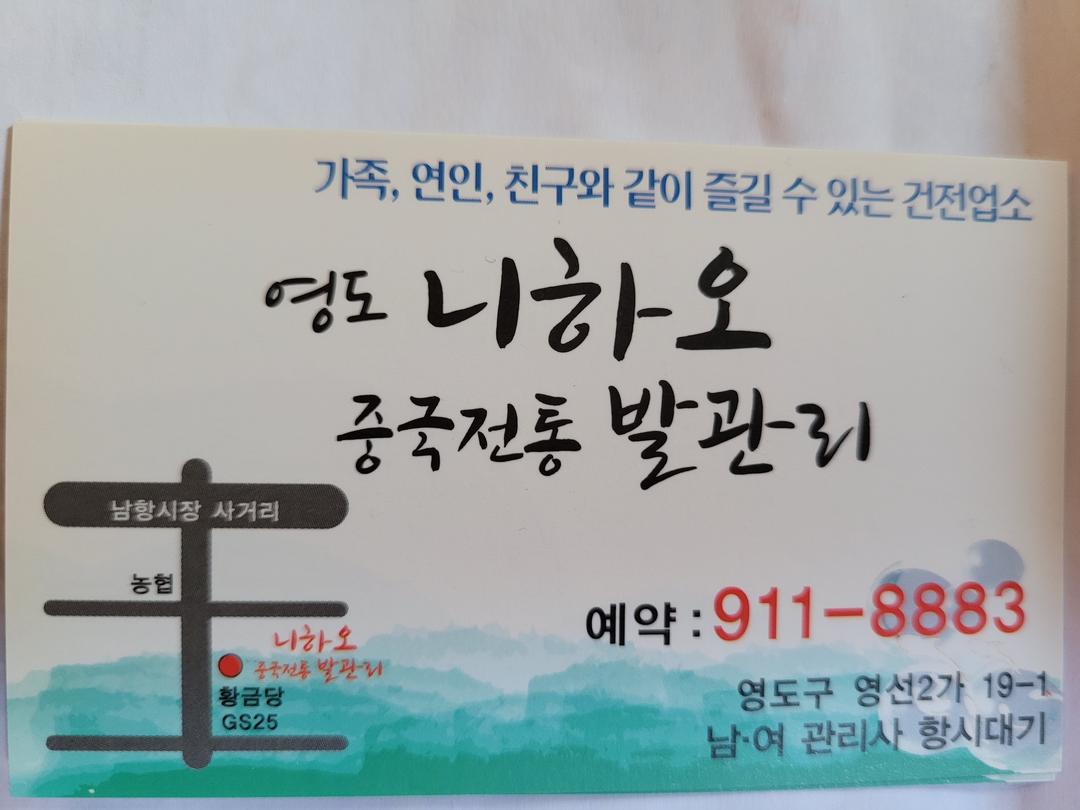 가족, 연인, 친구와 같이 즐길 수 있는 건전업소
영도 니하오
중국전통 발관리
남항시장 사거리
농협
니하오
중국전통 발관리
황금당
GS25
예약 : 911-8883
영도구 영선2가 19-1
남·여 관리사 항시대기